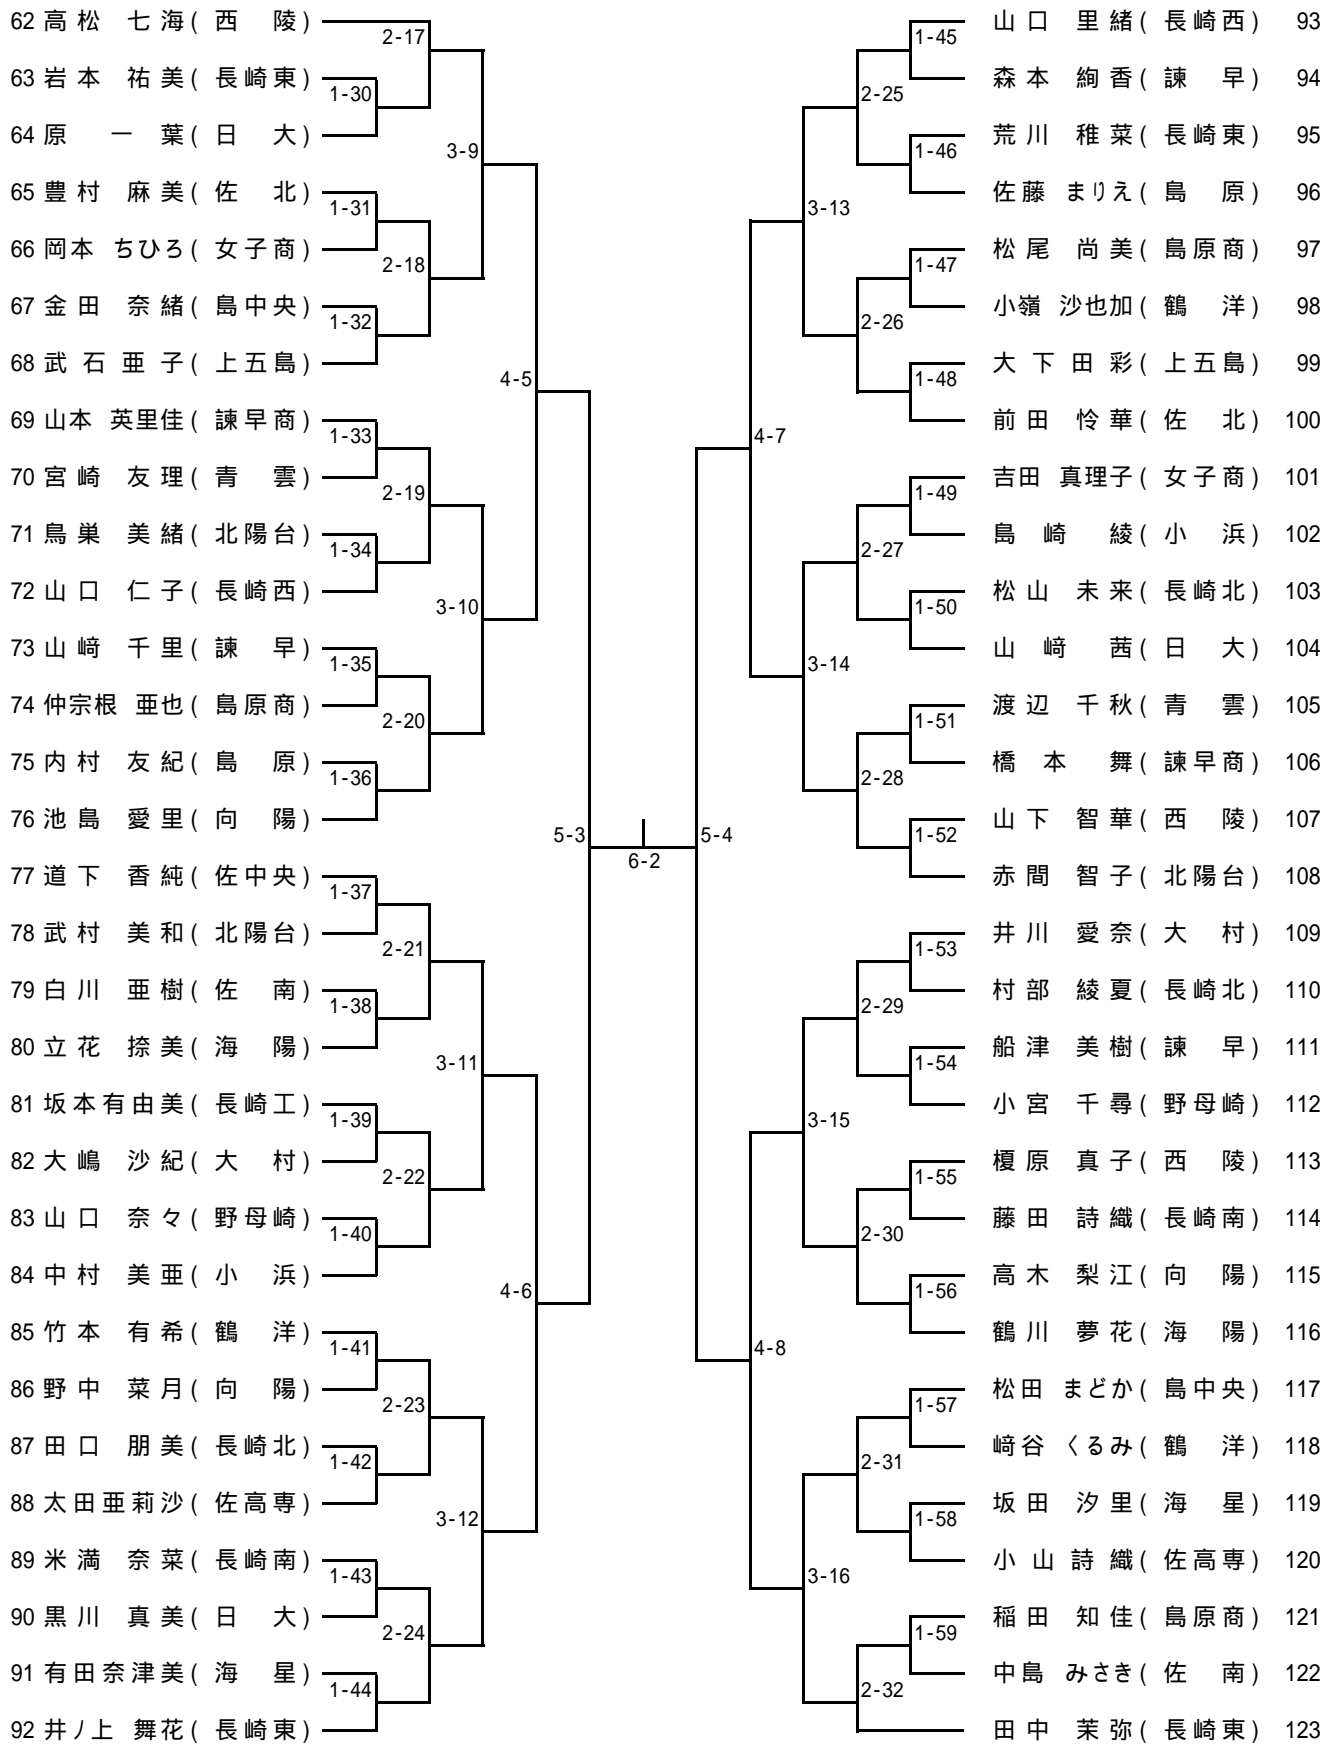 62 高松 七海 ( 西 陵 )
2-17
63 岩本 祐美 ( 長崎東 )
1-30
64 原 一葉 ( 日 大 )
3-9
65 豊村 麻美 ( 佐 北 )
1-31
66 岡本 ちひろ ( 女子商 )
2-18
67 金田 奈緒 ( 島中央 )
1-32
68 武石亜子 ( 上五島 )
4-5
69 山本 英里佳 ( 諫早商 )
1-33
70 宮崎 友理 ( 青 雲 )
2-19
71 鳥巣 美緒 ( 北陽台 )
1-34
72 山口 仁子 ( 長崎西 )
3-10
73 山﨑 千里 ( 諫 早 )
1-35
74 仲宗根 亜也 ( 島原商 )
2-20
75 内村 友紀 ( 島 原 )
1-36
76 池島 愛里 ( 向 陽 )
5-3
77 道下 香純 ( 佐中央 )
1-37
78 武村 美和 ( 北陽台 )
2-21
79 白川 亜樹 ( 佐 南 )
1-38
80 立花 捺美 ( 海 陽 )
3-11
81 坂本有由美 ( 長崎工 )
1-39
82 大嶋 沙紀 ( 大 村 )
2-22
83 山口 奈々 ( 野母崎 )
1-40
84 中村 美亜 ( 小 浜 )
4-6
85 竹本 有希 ( 鶴 洋 )
1-41
86 野中 菜月 ( 向 陽 )
2-23
87 田口 朋美 ( 長崎北 )
1-42
88 太田亜莉沙 ( 佐高専 )
3-12
89 米満 奈菜 ( 長崎南 )
1-43
90 黒川 真美 ( 日 大 )
2-24
91 有田奈津美 ( 海 星 )
1-44
92 井ノ上 舞花 ( 長崎東 )
6-2
山口 里緒 ( 長崎西 ) 93
1-45
森本 絢香 ( 諫 早 ) 94
2-25
荒川 稚菜 ( 長崎東 ) 95
1-46
佐藤 まりえ ( 島 原 ) 96
3-13
松尾 尚美 ( 島原商 ) 97
1-47
小嶺 沙也加 ( 鶴 洋 ) 98
2-26
大下田彩 ( 上五島 ) 99
1-48
前田 怜華 ( 佐 北 ) 100
4-7
吉田 真理子 ( 女子商 ) 101
1-49
島崎 綾 ( 小 浜 ) 102
2-27
松山 未来 ( 長崎北 ) 103
1-50
山﨑 茜 ( 日 大 ) 104
3-14
渡辺 千秋 ( 青 雲 ) 105
1-51
橋本 舞 ( 諫早商 ) 106
2-28
山下 智華 ( 西 陵 ) 107
1-52
赤間 智子 ( 北陽台 ) 108
5-4
井川 愛奈 ( 大 村 ) 109
1-53
村部 綾夏 ( 長崎北 ) 110
2-29
船津 美樹 ( 諫 早 ) 111
1-54
小宮 千尋 ( 野母崎 ) 112
3-15
榎原 真子 ( 西 陵 ) 113
1-55
藤田 詩織 ( 長崎南 ) 114
2-30
高木 梨江 ( 向 陽 ) 115
1-56
鶴川 夢花 ( 海 陽 ) 116
4-8
松田 まどか ( 島中央 ) 117
1-57
﨑谷 くるみ ( 鶴 洋 ) 118
2-31
坂田 汐里 ( 海 星 ) 119
1-58
小山詩織 ( 佐高専 ) 120
3-16
稲田 知佳 ( 島原商 ) 121
1-59
中島 みさき ( 佐 南 ) 122
2-32
田中 茉弥 ( 長崎東 ) 123